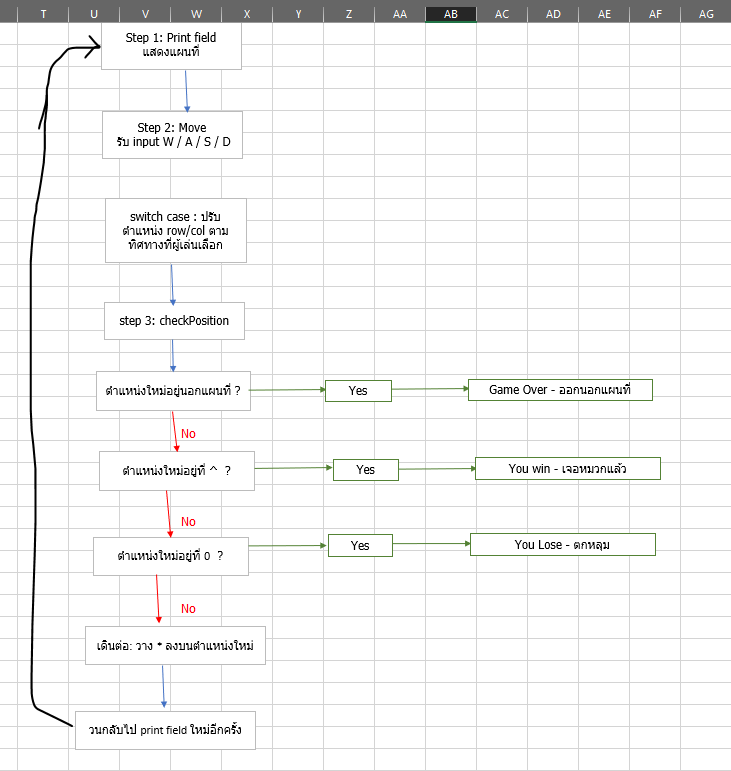 T U V W X Y Z AA AB AC AD AE AF AG
Step 1: Print field
แสดงแผนที่
Step 2: Move
รับ input W / A / S / D
switch case : ปรับ
ตำแหน่ง row/col ตาม
ทิศทางที่ผู้เล่นเลือก
step 3: checkPosition
ตำแหน่งใหม่อยู่นอกแผนที่ ?
Yes
Game Over - ออกนอกแผนที่
No
ตำแหน่งใหม่อยู่ที่ ^ ?
Yes
You win - เจอหมวกแล้ว
No
ตำแหน่งใหม่อยู่ที่ 0 ?
Yes
You Lose - ตกหลุม
No
เดินต่อ: วาง * ลงบนตำแหน่งใหม่
วนกลับไป print field ใหม่อีกครั้ง